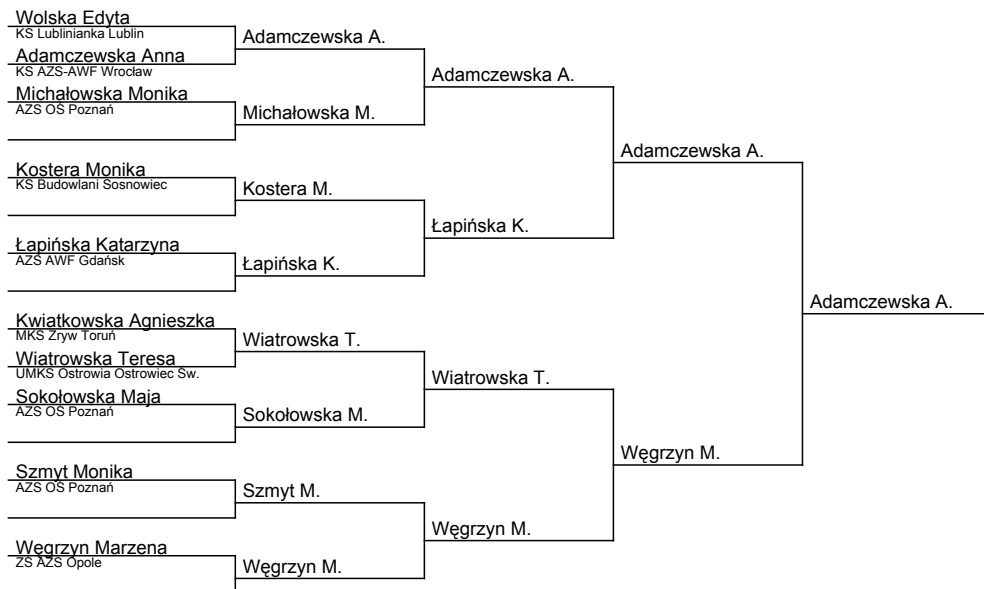 Wolska Edyta
KS Lublinianka Lublin
Adamczewska Anna
KS AZS-AWF Wrocław
Michałowska Monika
AZS OŚ Poznań
Kostera Monika
KS Budowlani Sosnowiec
Łapińska Katarzyna
AZS AWF Gdańsk
Kwiatkowska Agnieszka
MKS Zryw Toruń
Wiatrowska Teresa
UMKS Ostrowia Ostrowiec Św.
Sokołowska Maja
AZS OŚ Poznań
Szmyt Monika
AZS OŚ Poznań
Węgrzyn Marzena
ZS AZS Opole
Adamczewska A.
Michałowska M.
Kostera M.
Łapińska K.
Wiatrowska T.
Sokołowska M.
Szmyt M.
Węgrzyn M.
Adamczewska A.
Łapińska K.
Wiatrowska T.
Węgrzyn M.
Adamczewska A.
Węgrzyn M.
Adamczewska A.